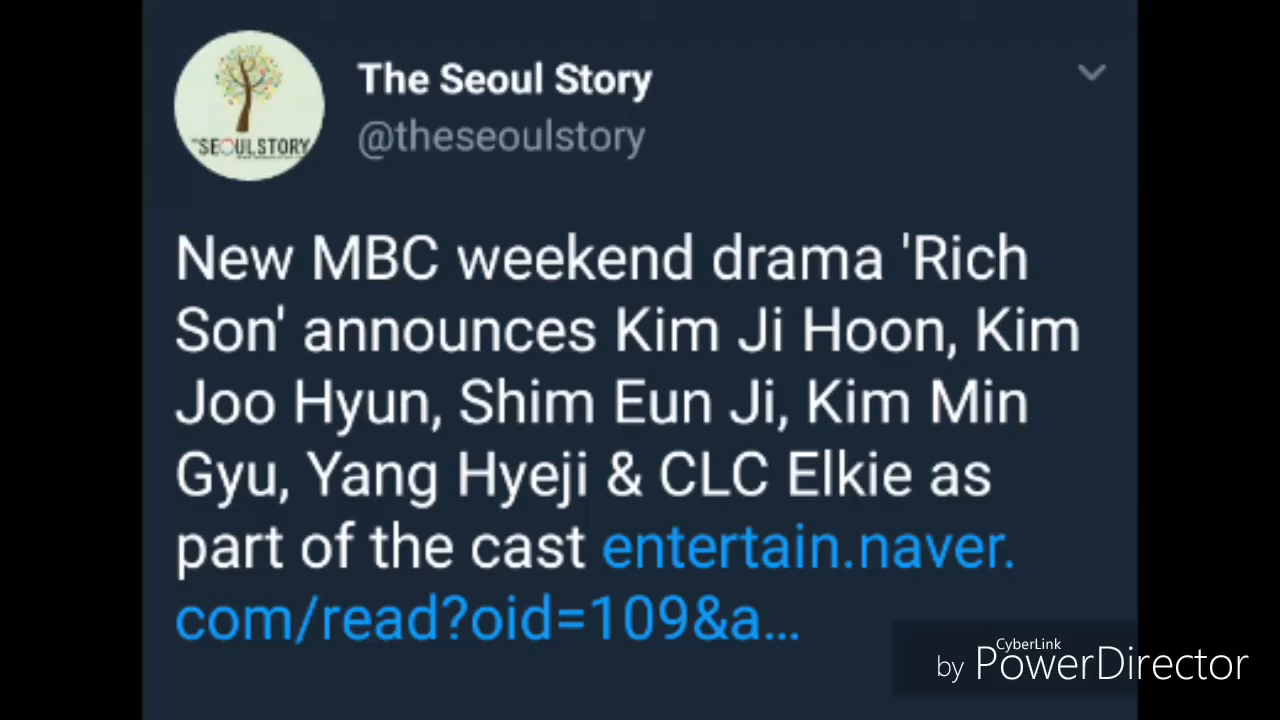 The Seoul Story
@theseoulstory
SEOULSTORY
New MBC weekend drama 'Rich
Son' announces Kim Ji Hoon, Kim
Joo Hyun, Shim Eun Ji, Kim Min
Gyu, Yang Hyeji & CLC Elkie as
part of the cast entertain.naver.
com/read?oid=109&a...
CyberLink
by PowerDirector